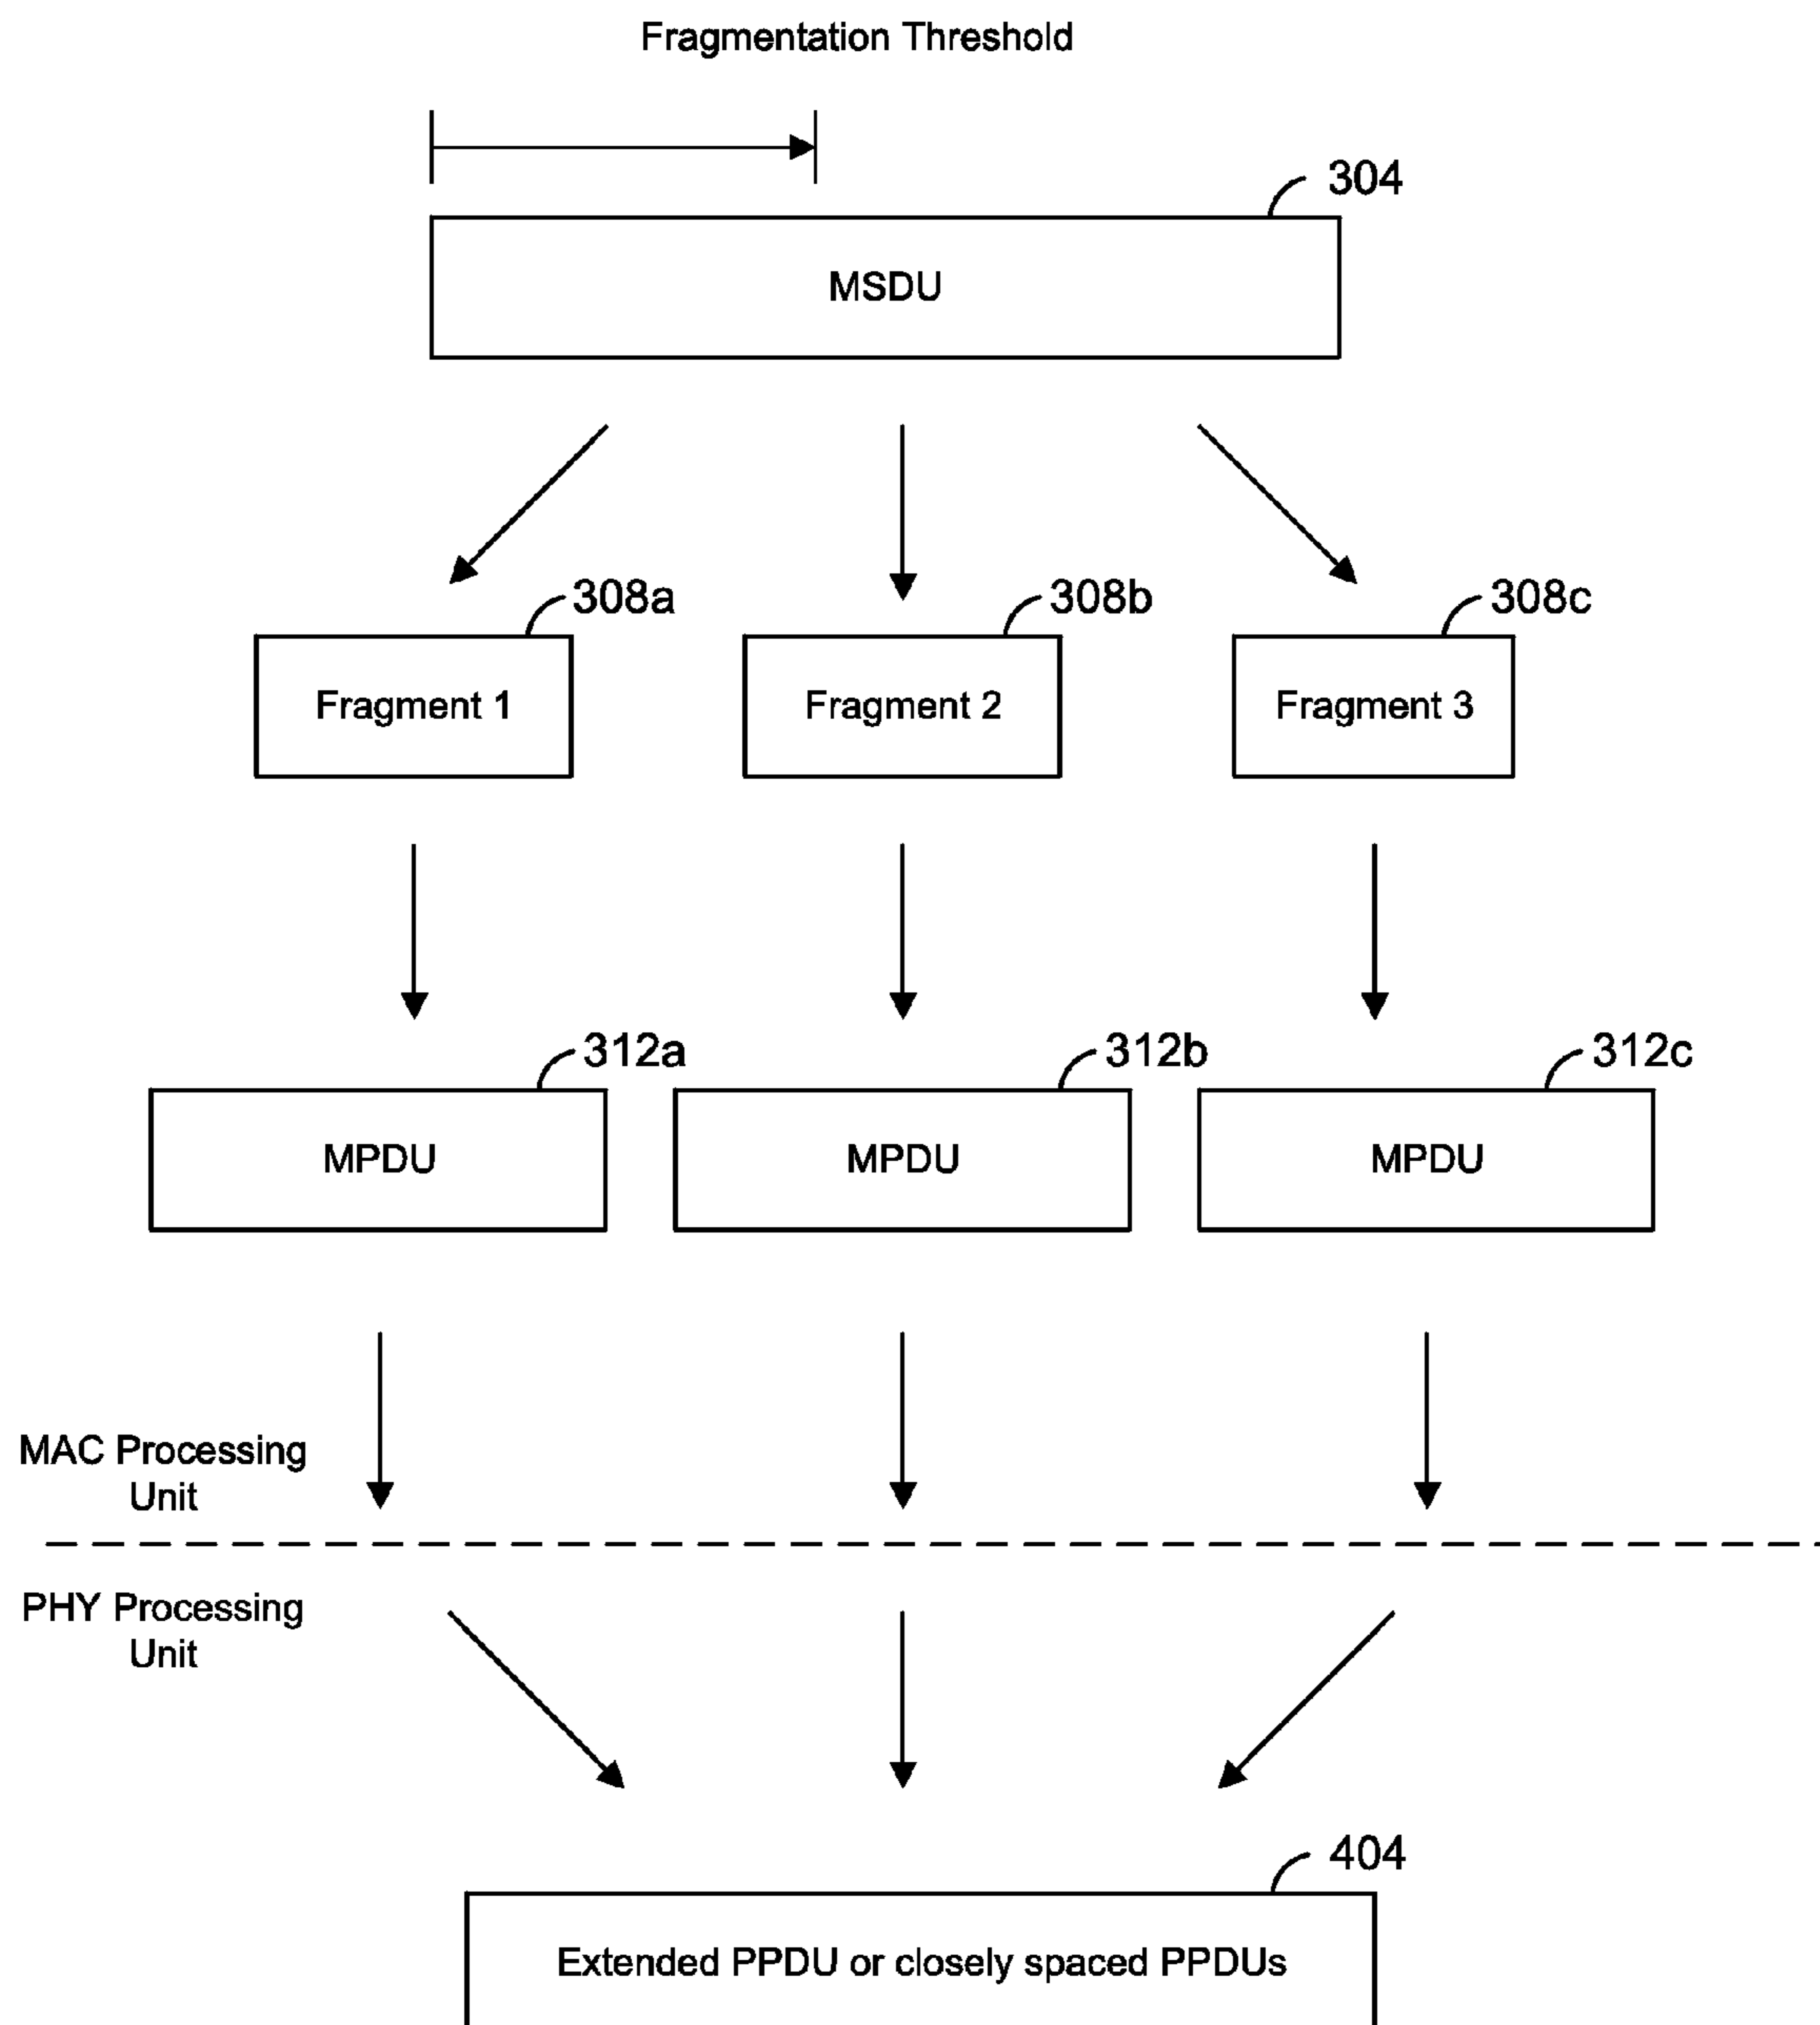 Fragmentation Threshold
304
MSDU
308a
308b
308c
Fragment 1
Fragment 2
Fragment 3
312a
312b
312c
MPDU
MPDU
MPDU
MAC Processing
Unit
PHY Processing
Unit
404
Extended PPDU or closely spaced PPDUs